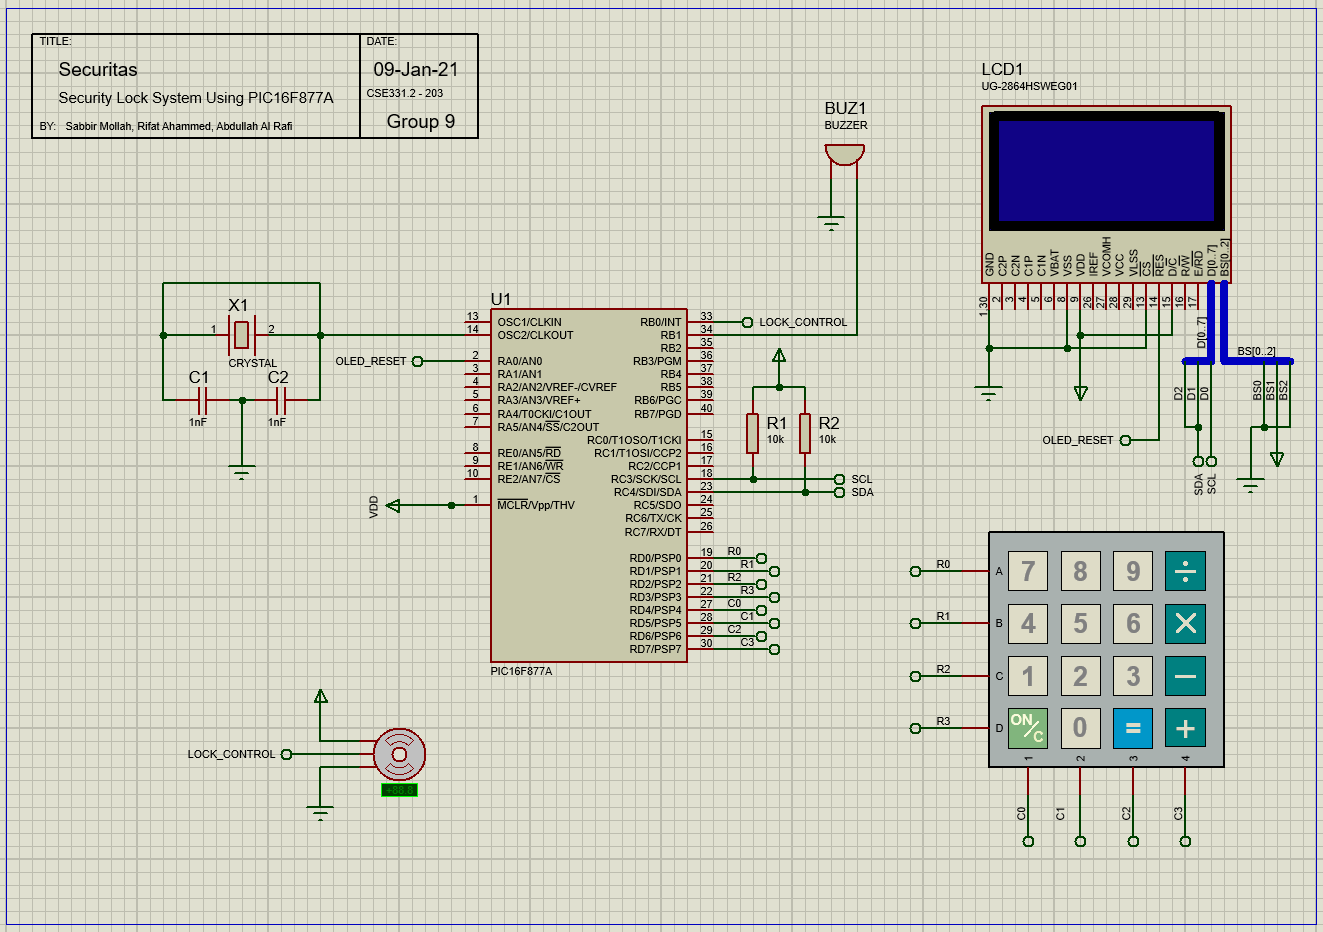 TITLE:
Securitas
Security Lock System Using PIC16F877A
BY: Sabbir Mollah, Rifat Ahammed, Abdullah Al Rafi
DATE:
09-Jan-21
CSE331.2 - 203
Group 9
BUZ1
BUZZER
LCD1
UG-2864HSWEG01
GND
C2P
C2N
C1P
C1N
VBAT
VSS
VDD
IREF
VCOMH
VCC
VLSS
CS
RES
D/C
R/W
E/RD
D[0..7]
BS[0..2]
1,30
2
3
4
5
6
8
9
26
27
28
29
13
14
15
16
17
D[0..7]
BS[0..2]
D2
D1
D0
BS0
BS1
BS2
OLED_RESET
SDA
SCL
X1
1
2
CRYSTAL
C1
1nF
C2
1nF
OLED_RESET
VDD
U1
13 OSC1/CLKIN
14 OSC2/CLKOUT
2 RA0/AN0
3 RA1/AN1
4 RA2/AN2/VREF-/CVREF
5 RA3/AN3/VREF+
6 RA4/T0CKI/C1OUT
7 RA5/AN4/SS/C2OUT
8 RE0/AN5/RD
9 RE1/AN6/WR
10 RE2/AN7/CS
1 MCLR/Vpp/THV
RB0/INT 33 LOCK_CONTROL
RB1 34
RB2 35
RB3/PGM 36
RB4 37
RB5 38
RB6/PGC 39
RB7/PGD 40
RC0/T1OSO/T1CKI 15
RC1/T1OSI/CCP2 16
RC2/CCP1 17
RC3/SCK/SCL 18 SCL
RC4/SDI/SDA 23 SDA
RC5/SDO 24
RC6/TX/CK 25
RC7/RX/DT 26
RD0/PSP0 19 R0
RD1/PSP1 20 R1
RD2/PSP2 21 R2
RD3/PSP3 22 R3
RD4/PSP4 27 C0
RD5/PSP5 28 C1
RD6/PSP6 29 C2
RD7/PSP7 30 C3
PIC16F877A
R1
10k
R2
10k
LOCK_CONTROL
R0 A 7 8 9 ÷
R1 B 4 5 6 ×
R2 C 1 2 3 −
R3 D ON/C 0 = +
1 2 3 4
C0 C1 C2 C3